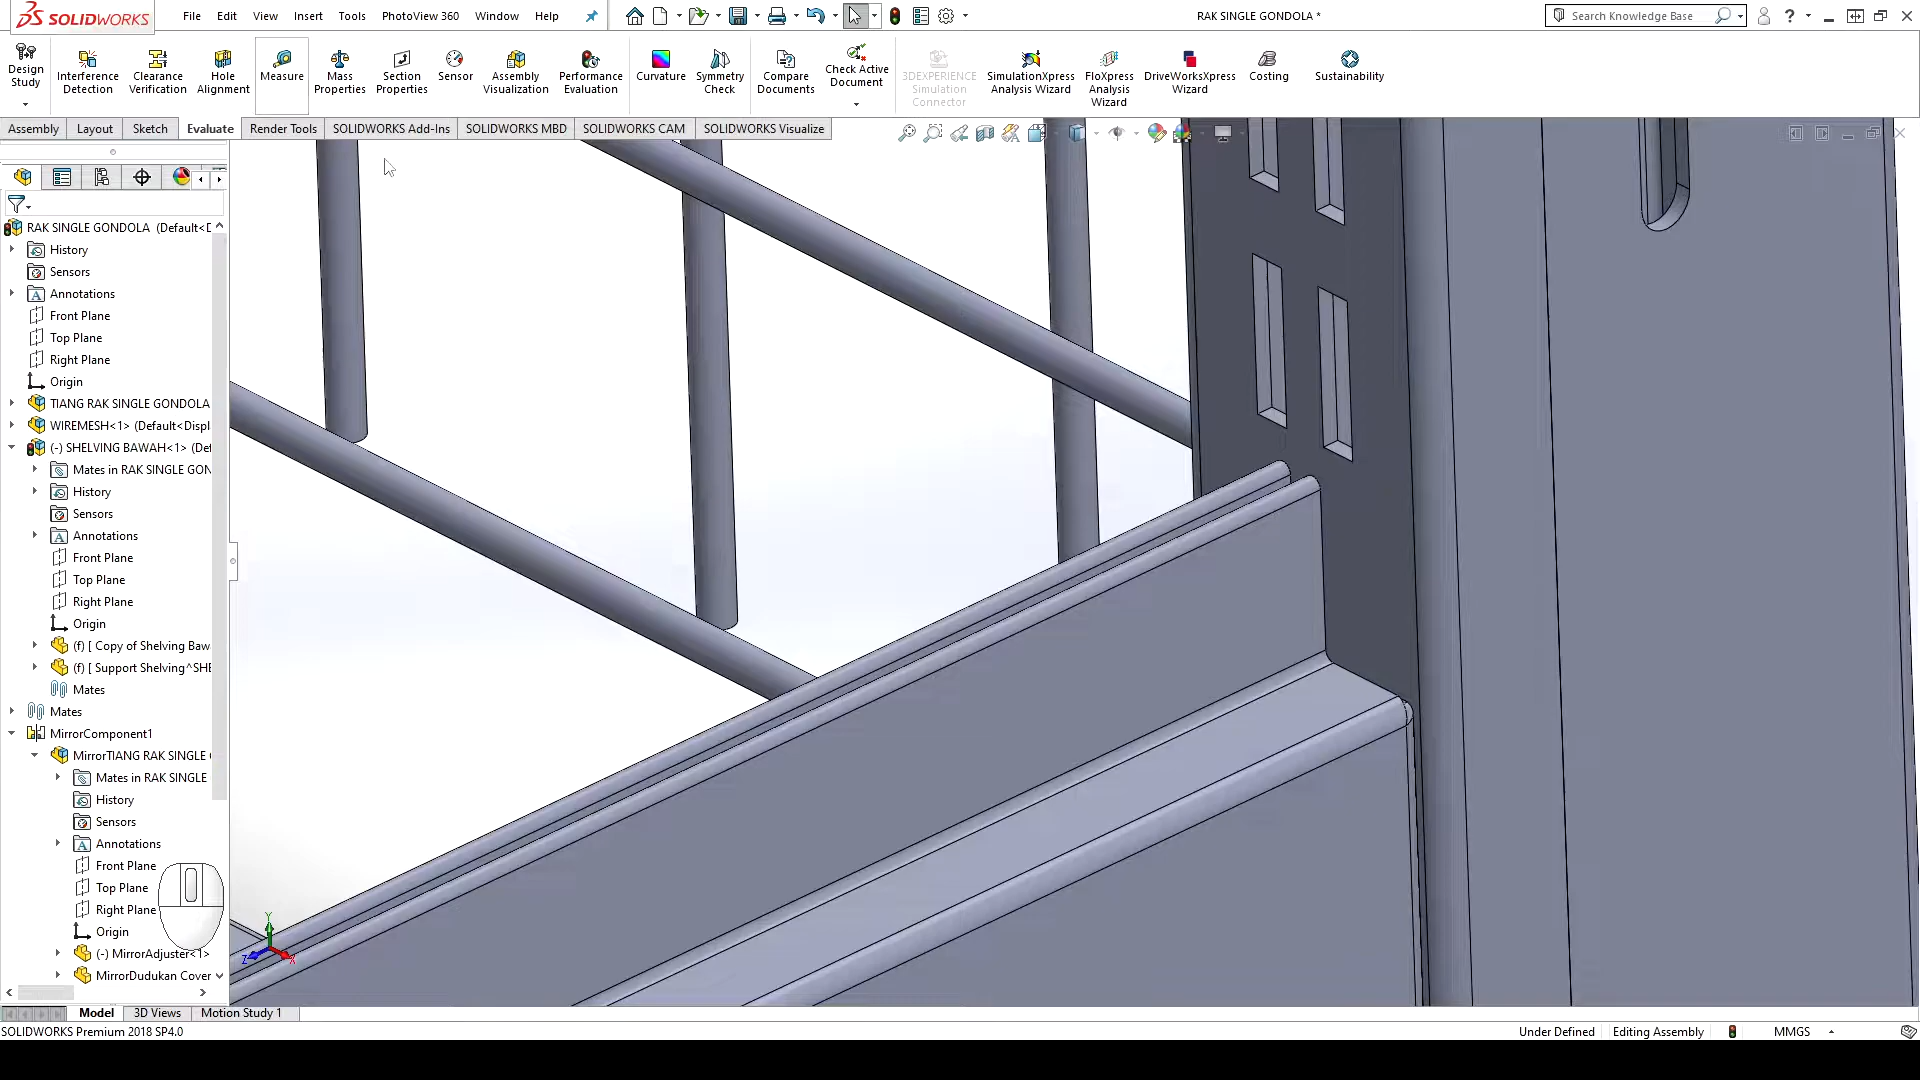 SOLIDWORKS
File Edit View Insert Tools PhotoView 360 Window Help
RAK SINGLE GONDOLA *
Search Knowledge Base
Design Study
Interference Detection
Clearance Verification
Hole Alignment
Measure
Mass Properties
Section Properties
Sensor
Assembly Visualization
Performance Evaluation
Curvature
Symmetry Check
Compare Documents
Check Active Document
3DEXPERIENCE Simulation Connector
SimulationXpress Analysis Wizard
FloXpress Analysis Wizard
DriveWorksXpress Wizard
Costing
Sustainability
Assembly Layout Sketch Evaluate Render Tools SOLIDWORKS Add-Ins SOLIDWORKS MBD SOLIDWORKS CAM SOLIDWORKS Visualize
RAK SINGLE GONDOLA (Default<D
History
Sensors
Annotations
Front Plane
Top Plane
Right Plane
Origin
TIANG RAK SINGLE GONDOLA
WIREMESH<1> (Default<Displ
(-) SHELVING BAWAH<1> (Def
Mates in RAK SINGLE GON
History
Sensors
Annotations
Front Plane
Top Plane
Right Plane
Origin
(f) [ Copy of Shelving Baw
(f) [ Support Shelving^SHE
Mates
Mates
MirrorComponent1
MirrorTIANG RAK SINGLE
Mates in RAK SINGLE
History
Sensors
Annotations
Front Plane
Top Plane
Right Plane
Origin
(-) MirrorAdjuster<1>
MirrorDudukan Cover
Y
Z X
Model 3D Views Motion Study 1
SOLIDWORKS Premium 2018 SP4.0
Under Defined Editing Assembly MMGS